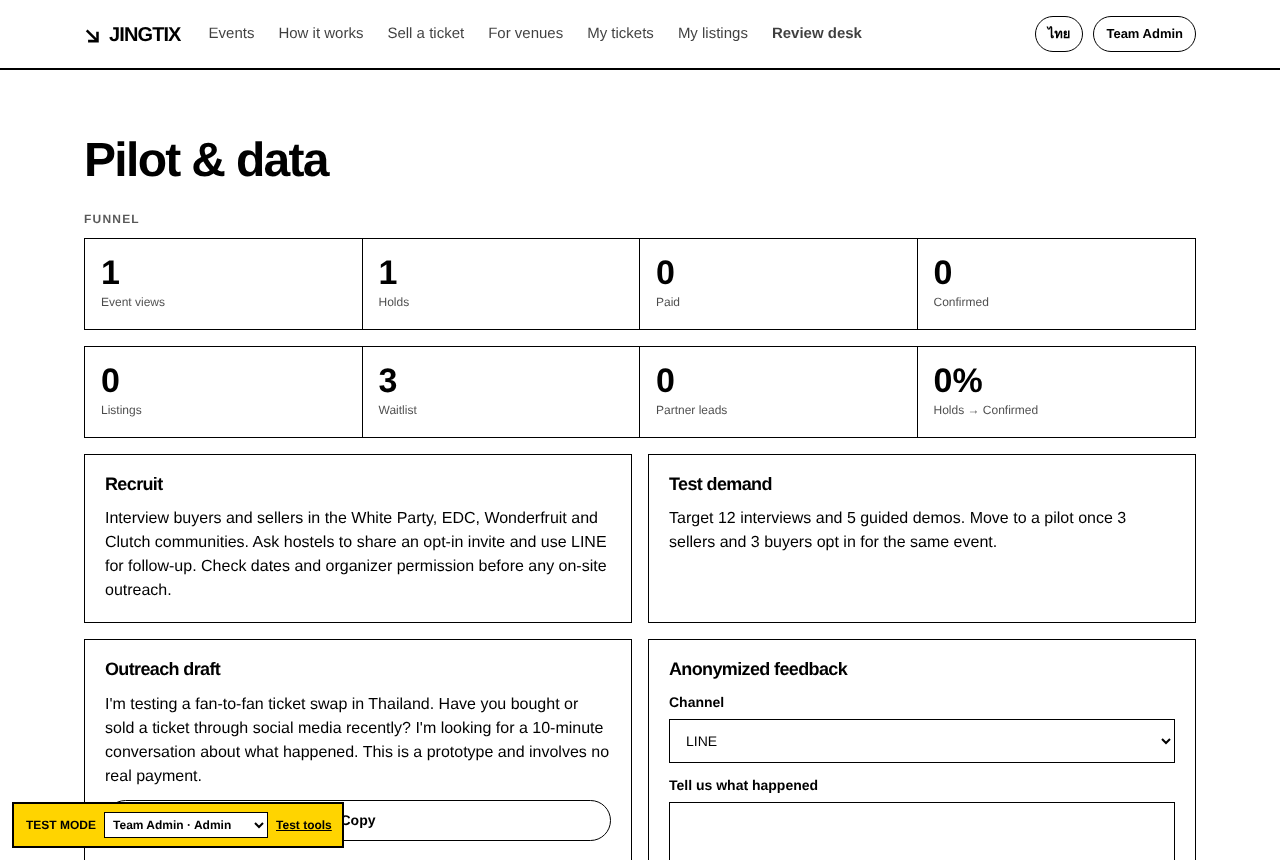 JINGTIX Events How it works Sell a ticket For venues My tickets My listings Review desk ไทย Team Admin
Pilot & data
FUNNEL
1 1 0 0
Event views Holds Paid Confirmed
0 3 0 0%
Listings Waitlist Partner leads Holds → Confirmed
Recruit
Interview buyers and sellers in the White Party, EDC, Wonderfruit and
Clutch communities. Ask hostels to share an opt-in invite and use LINE
for follow-up. Check dates and organizer permission before any on-site
outreach.
Test demand
Target 12 interviews and 5 guided demos. Move to a pilot once 3
sellers and 3 buyers opt in for the same event.
Outreach draft
I'm testing a fan-to-fan ticket swap in Thailand. Have you bought or
sold a ticket through social media recently? I'm looking for a 10-minute
conversation about what happened. This is a prototype and involves no
real payment.
Copy
Anonymized feedback
Channel
LINE
Tell us what happened
TEST MODE Team Admin · Admin Test tools